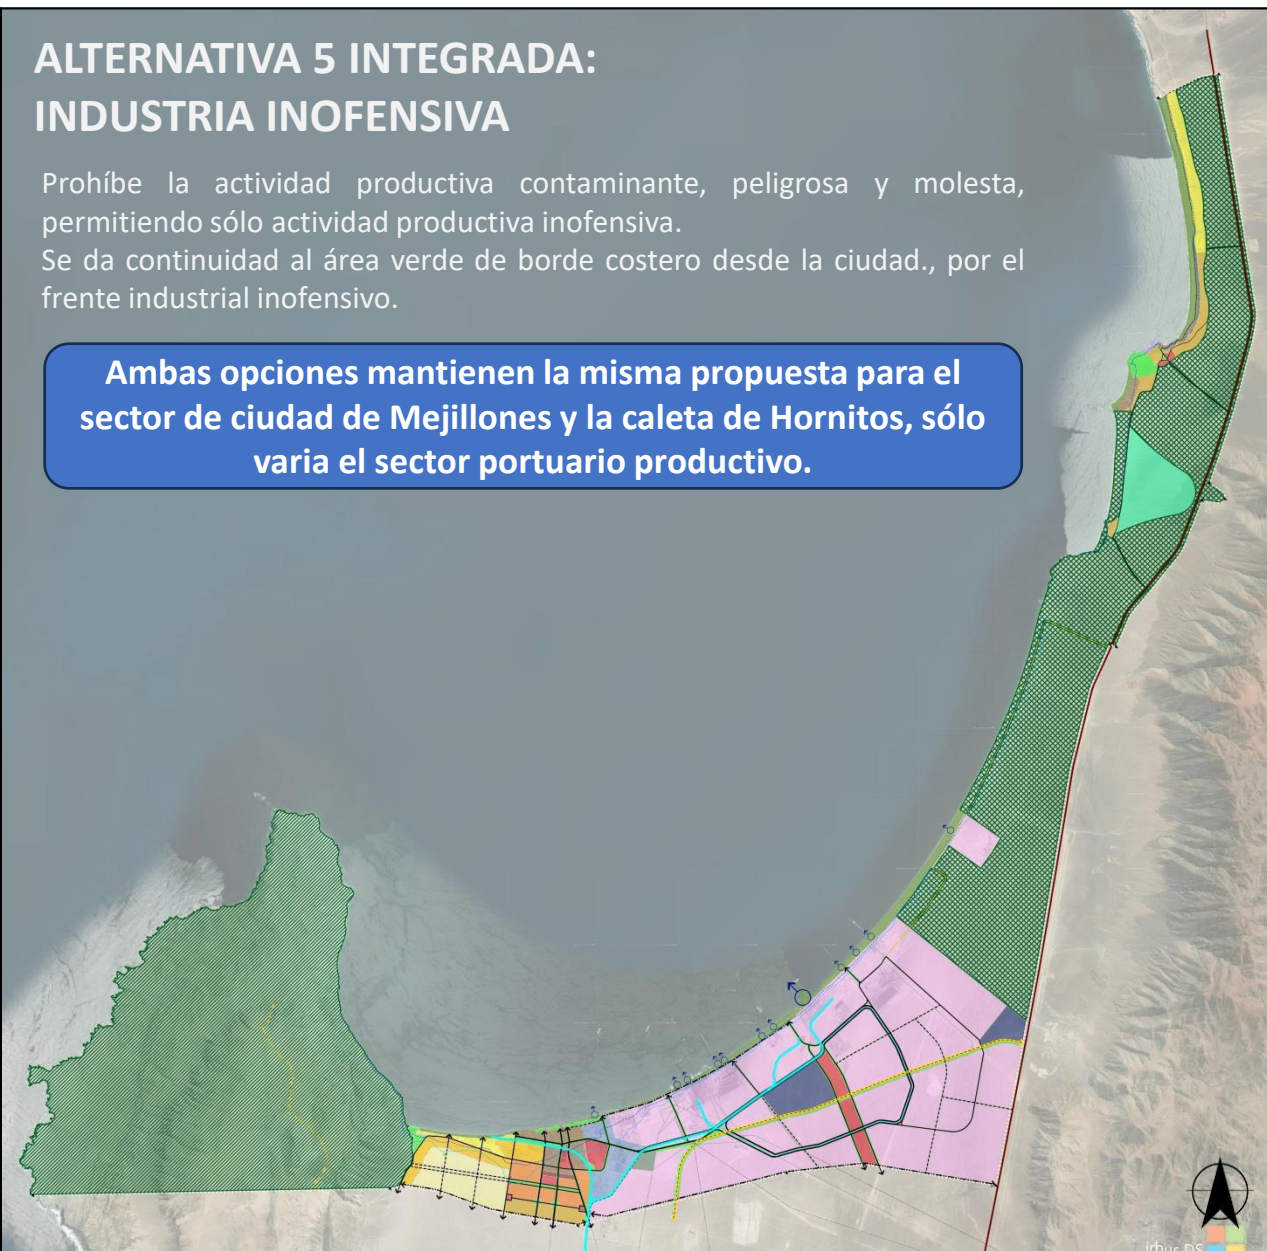 ALTERNATIVA 5 INTEGRADA:
INDUSTRIA INOFENSIVA
Prohíbe la actividad productiva contaminante, peligrosa y molesta,
permitiendo sólo actividad productiva inofensiva.
Se da continuidad al área verde de borde costero desde la ciudad., por el
frente industrial inofensivo.
Ambas opciones mantienen la misma propuesta para el
sector de ciudad de Mejillones y la caleta de Hornitos, sólo
varia el sector portuario productivo.